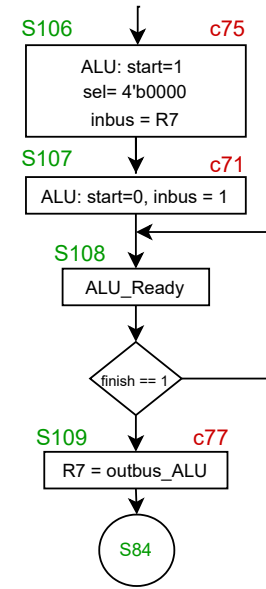 S106 c75
ALU: start=1
sel= 4'b0000
inbus = R7
S107 c71
ALU: start=0, inbus = 1
S108
ALU_Ready
finish == 1
S109 c77
R7 = outbus_ALU
S84